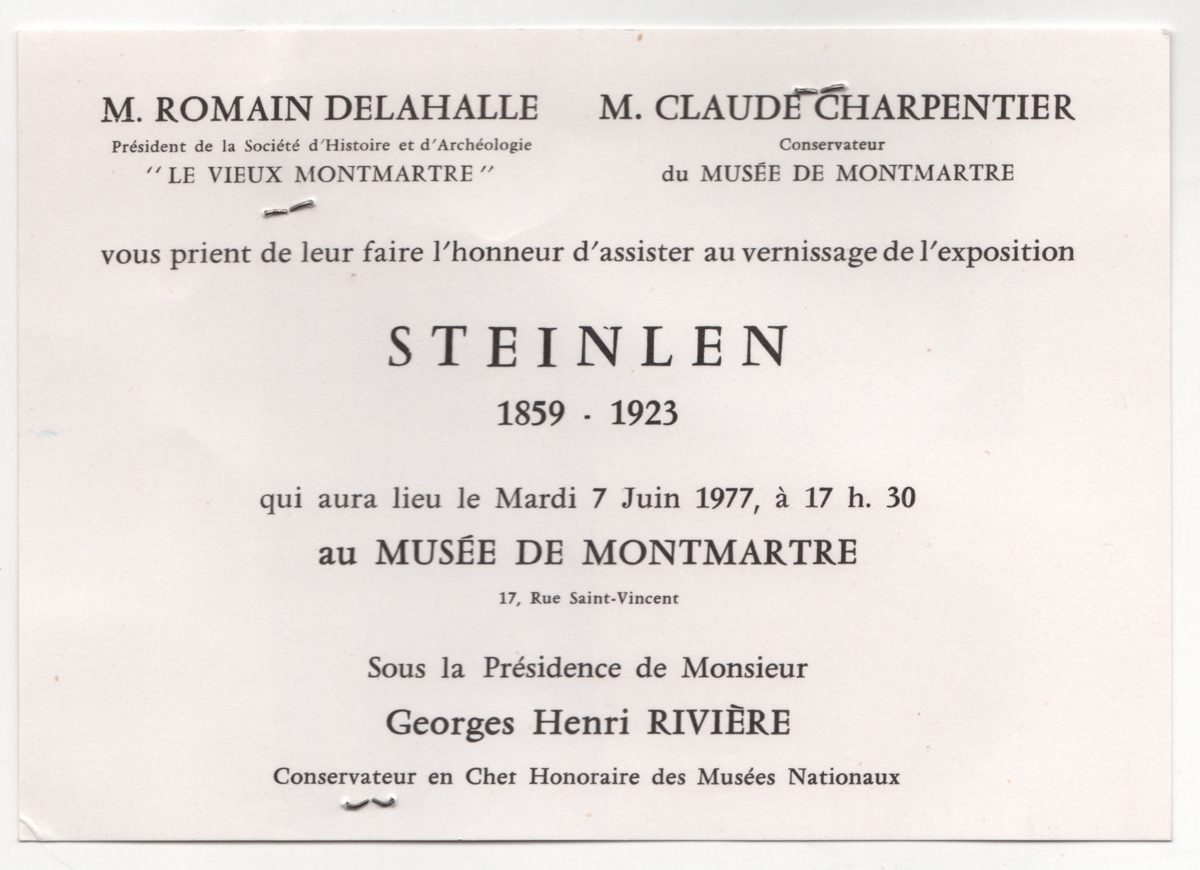 M. ROMAIN DELAHALLE
Président de la Société d'Histoire et d'Archéologie
"LE VIEUX MONTMARTRE"
M. CLAUDE CHARPENTIER
Conservateur
du MUSÉE DE MONTMARTRE
vous prient de leur faire l'honneur d'assister au vernissage de l'exposition
STEINLEN
1859 - 1923
qui aura lieu le Mardi 7 Juin 1977, à 17 h. 30
au MUSÉE DE MONTMARTRE
17, Rue Saint-Vincent
Sous la Présidence de Monsieur
Georges Henri RIVIÈRE
Conservateur en Chef Honoraire des Musées Nationaux